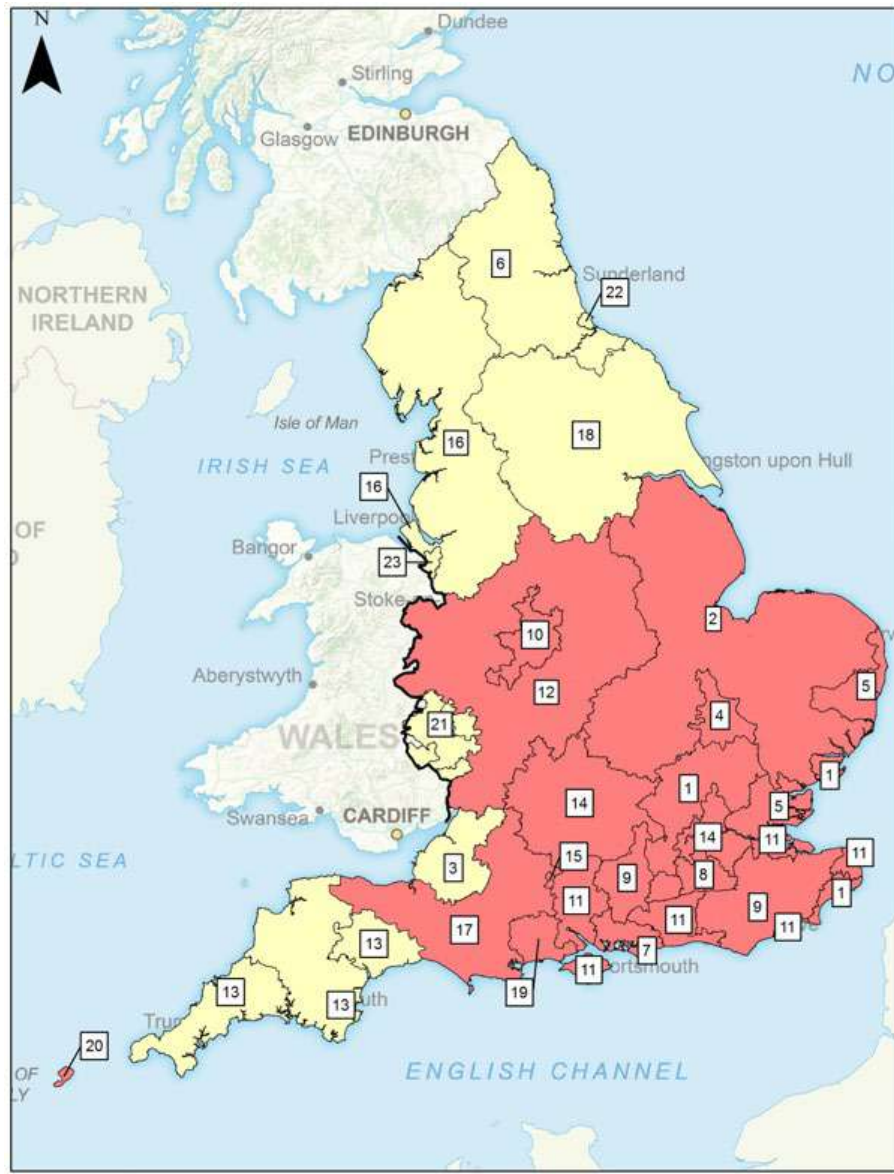 N
Dundee
Stirling
NO
EDINBURGH
Glasgow
6
Sunderland
22
NORTHERN
IRELAND
Isle of Man
16
18
Prest
IRISH SEA
ngston upon Hull
16
Liverpool
OF
D
Bangor
23
Stoke-
2
10
Aberystwyth
5
12
4
21
WALES
1
1
14
5
Swansea
CARDIFF
14
11
LTIC SEA
15
11
3
8
9
1
11
9
11
17
13
11
7
11
ortsmouth
13
13
uth
19
Tru
20
OF
LY
ENGLISH CHANNEL